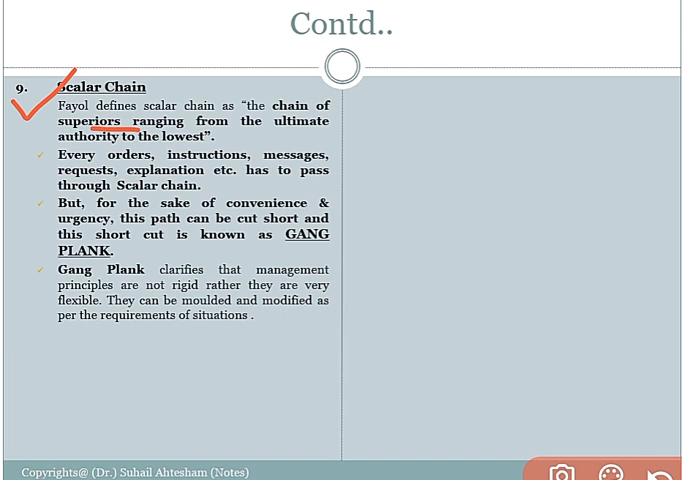 Contd..
9. Scalar Chain
Fayol defines scalar chain as “the chain of
superiors ranging from the ultimate
authority to the lowest”.
Every orders, instructions, messages,
requests, explanation etc. has to pass
through Scalar chain.
But, for the sake of convenience &
urgency, this path can be cut short and
this short cut is known as GANG
PLANK.
Gang Plank clarifies that management
principles are not rigid rather they are very
flexible. They can be moulded and modified as
per the requirements of situations .
Copyrights@ (Dr.) Suhail Ahtesham (Notes)